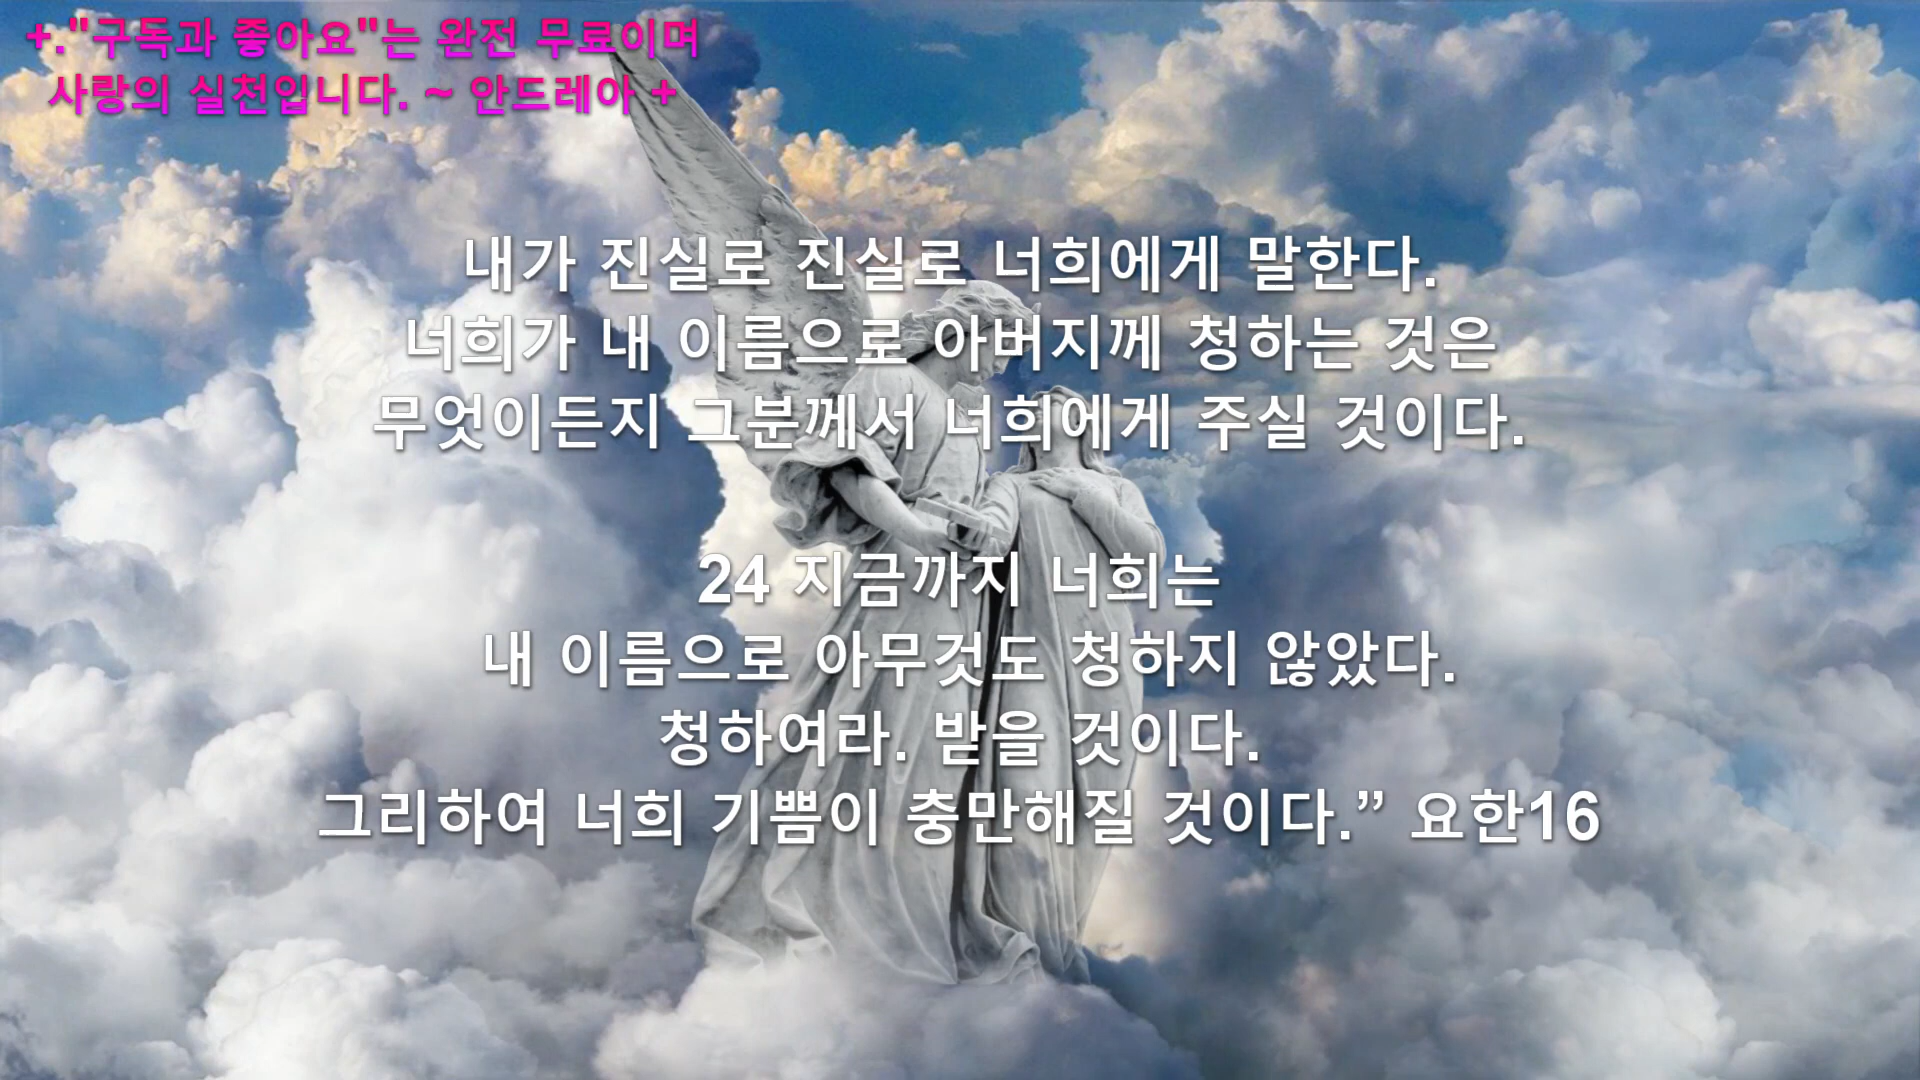 +."구독과 좋아요"는 완전 무료이며
사랑의 실천입니다. ~ 안드레아 +
내가 진실로 진실로 너희에게 말한다.
너희가 내 이름으로 아버지께 청하는 것은
무엇이든지 그분께서 너희에게 주실 것이다.
24 지금까지 너희는
내 이름으로 아무것도 청하지 않았다.
청하여라. 받을 것이다.
그리하여 너희 기쁨이 충만해질 것이다.” 요한16